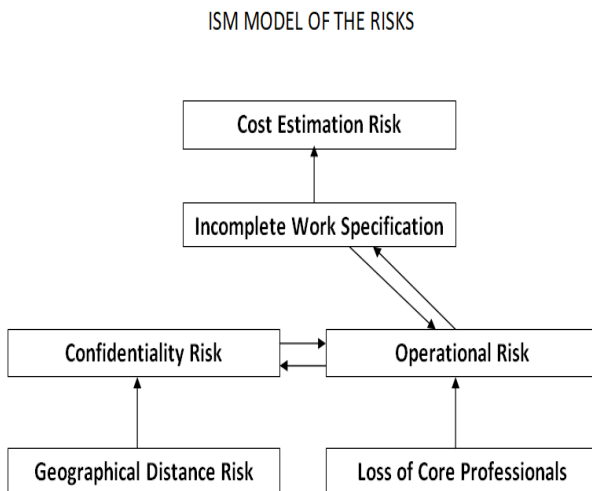 ISM MODEL OF THE RISKS
Cost Estimation Risk
Incomplete Work Specification
Confidentiality Risk
Operational Risk
Geographical Distance Risk
Loss of Core Professionals